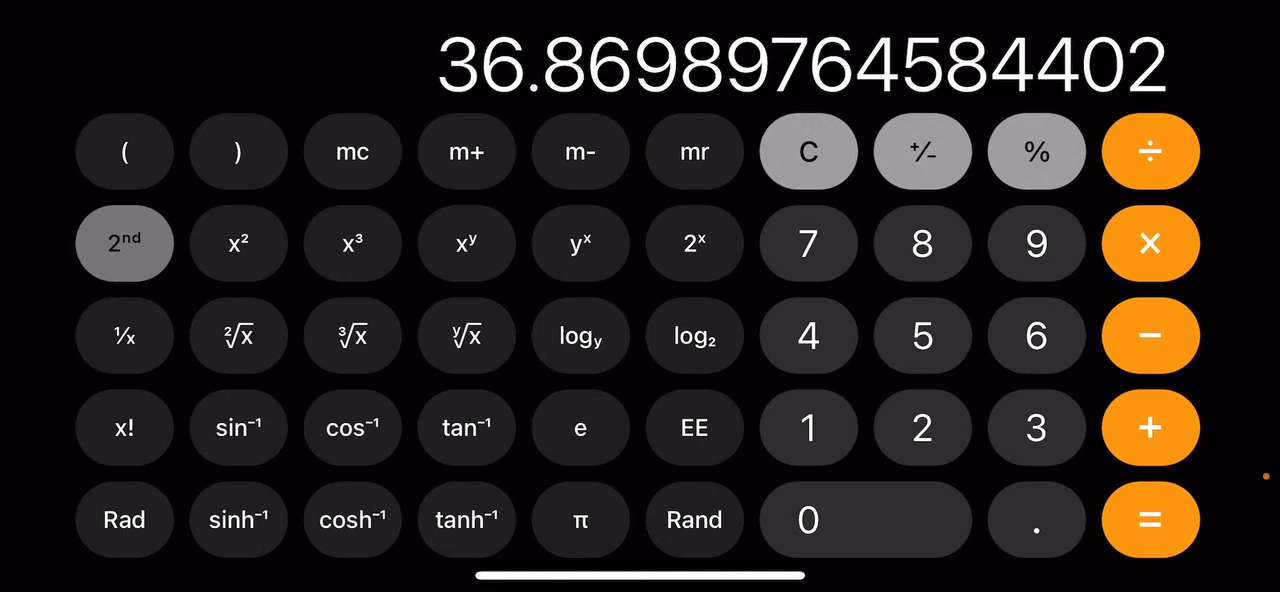 36.86989764584402
( ) mc m+ m- mr C ⁺∕₋ % ÷
2ⁿᵈ x² x³ xʸ yˣ 2ˣ 7 8 9 ×
¹∕ₓ ²√x ³√x ʸ√x logᵧ log₂ 4 5 6 −
x! sin⁻¹ cos⁻¹ tan⁻¹ e EE 1 2 3 +
Rad sinh⁻¹ cosh⁻¹ tanh⁻¹ π Rand 0 . =